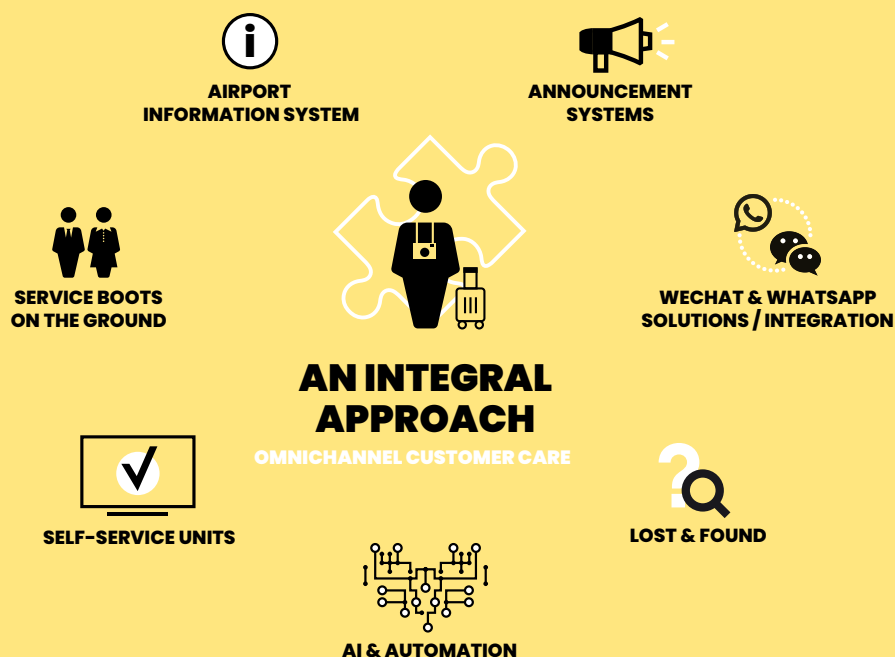 AIRPORT
INFORMATION SYSTEM
ANNOUNCEMENT
SYSTEMS
SERVICE BOOTS
ON THE GROUND
WECHAT & WHATSAPP
SOLUTIONS / INTEGRATION
AN INTEGRAL
APPROACH
OMNICHANNEL CUSTOMER CARE
SELF-SERVICE UNITS
LOST & FOUND
AI & AUTOMATION